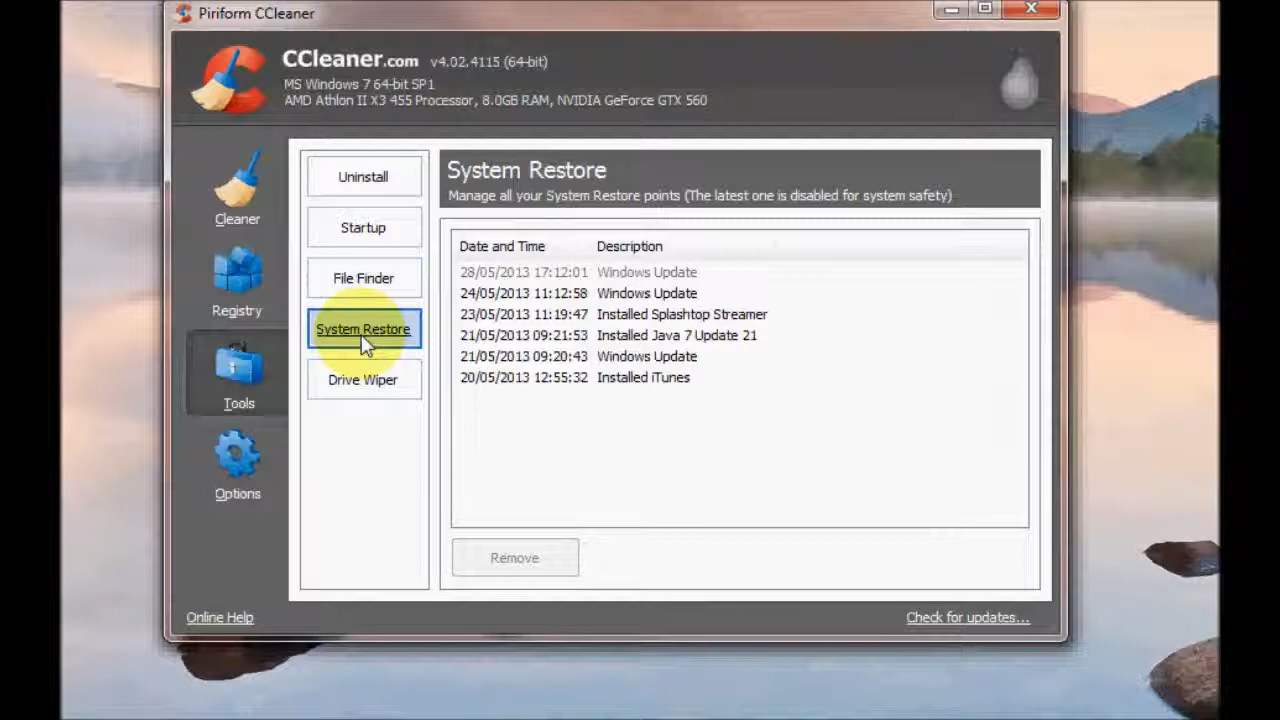 Piriform CCleaner
CCleaner.com v4.02.4115 (64-bit)
MS Windows 7 64-bit SP1
AMD Athlon II X3 455 Processor, 8.0GB RAM, NVIDIA GeForce GTX 560
Cleaner
Registry
Tools
Options
Uninstall
Startup
File Finder
System Restore
Drive Wiper
System Restore
Manage all your System Restore points (The latest one is disabled for system safety)
Date and Time Description
28/05/2013 17:12:01 Windows Update
24/05/2013 11:12:58 Windows Update
23/05/2013 11:19:47 Installed Splashtop Streamer
21/05/2013 09:21:53 Installed Java 7 Update 21
21/05/2013 09:20:43 Windows Update
20/05/2013 12:55:32 Installed iTunes
Remove
Online Help
Check for updates...